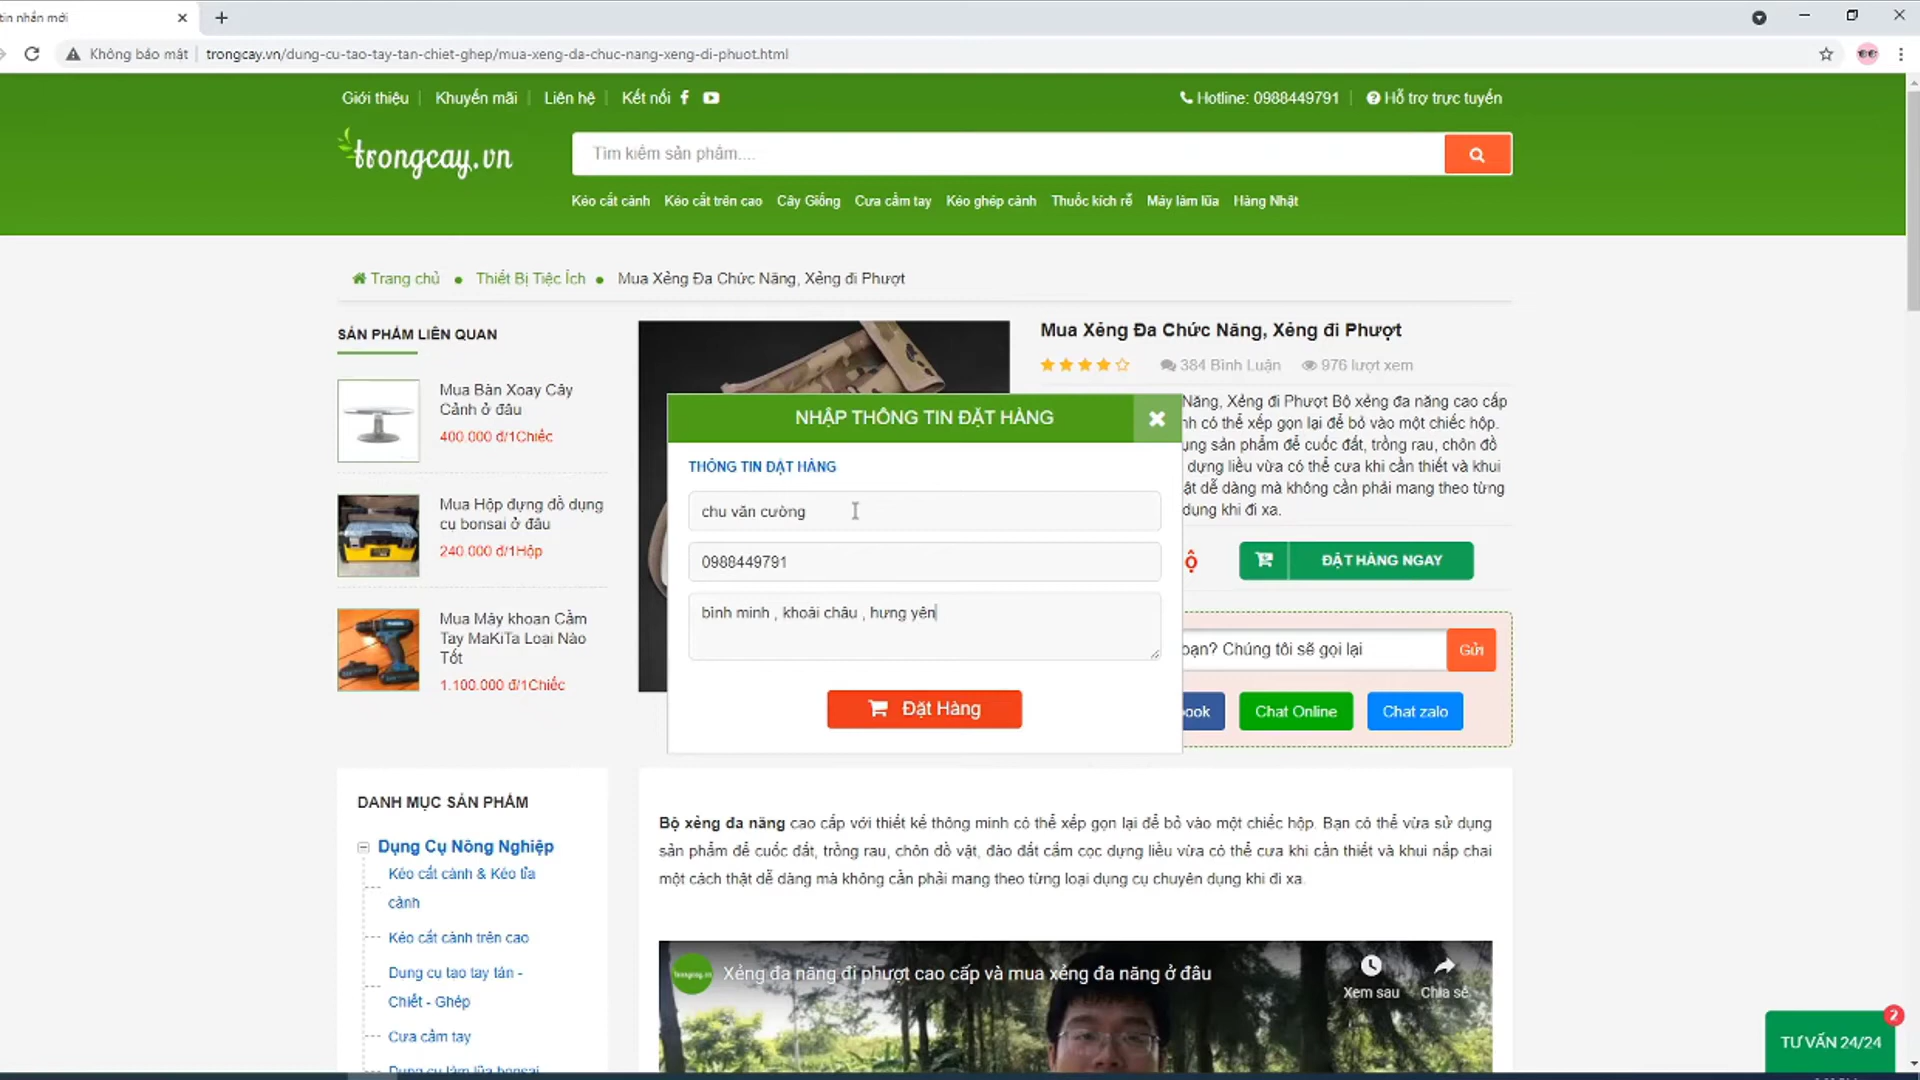 tin nhắn mới
Không bảo mật
trongcay.vn/dung-cu-tao-tay-tan-chiet-ghep/mua-xeng-da-chuc-nang-xeng-di-phuot.html
Giới thiệu
Khuyến mãi
Liên hệ
Kết nối
Hotline: 0988449791
Hỗ trợ trực tuyến
trongcay.vn
Tìm kiếm sản phẩm....
Kéo cắt cành
Kéo cắt trên cao
Cây Giống
Cưa cầm tay
Kéo ghép cành
Thuốc kích rễ
Máy làm lũa
Hàng Nhật
Trang chủ
Thiết Bị Tiệc Ích
Mua Xẻng Đa Chức Năng, Xẻng đi Phượt
SẢN PHẨM LIÊN QUAN
Mua Bàn Xoay Cây
Cảnh ở đâu
400.000 đ/1Chiếc
Mua Hộp đựng đồ dụng
cụ bonsai ở đâu
240.000 đ/1Hộp
Mua Máy khoan Cầm
Tay MaKiTa Loại Nào
Tốt
1.100.000 đ/1Chiếc
Mua Xẻng Đa Chức Năng, Xẻng đi Phượt
384 Bình Luận
976 lượt xem
Năng, Xẻng đi Phượt Bộ xẻng đa năng cao cấp
nh có thể xếp gọn lại để bỏ vào một chiếc hộp.
ụng sản phẩm để cuốc đất, trồng rau, chôn đồ
dựng liều vừa có thể cưa khi cần thiết và khui
ật dễ dàng mà không cần phải mang theo từng
dụng khi đi xa.
ộ
ĐẶT HÀNG NGAY
bạn? Chúng tôi sẽ gọi lại
Gửi
book
Chat Online
Chat zalo
NHẬP THÔNG TIN ĐẶT HÀNG
THÔNG TIN ĐẶT HÀNG
chu văn cường
0988449791
bình minh , khoái châu , hưng yên
Đặt Hàng
DANH MỤC SẢN PHẨM
Dụng Cụ Nông Nghiệp
Kéo cắt cành & Kéo tỉa
cành
Kéo cắt cành trên cao
Dụng cụ tạo tay tán -
Chiết - Ghép
Cưa cầm tay
Dụng cụ làm lũa bonsai
Bộ xẻng đa năng cao cấp với thiết kế thông minh có thể xếp gọn lại để bỏ vào một chiếc hộp. Bạn có thể vừa sử dụng
sản phẩm để cuốc đất, trồng rau, chôn đồ vật, đào đất cắm cọc dựng liều vừa có thể cưa khi cần thiết và khui nắp chai
một cách thật dễ dàng mà không cần phải mang theo từng loại dụng cụ chuyên dụng khi đi xa.
trongcay.vn
Xẻng đa năng đi phượt cao cấp và mua xẻng đa năng ở đâu
Xem sau
Chia sẻ
2
TƯ VẤN 24/24